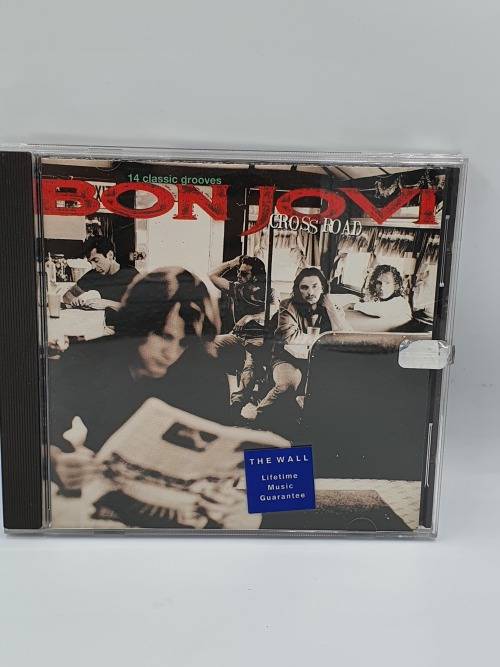 14 classic grooves
BON JOVI
CROSS ROAD
THE WALL
Lifetime
Music
Guarantee